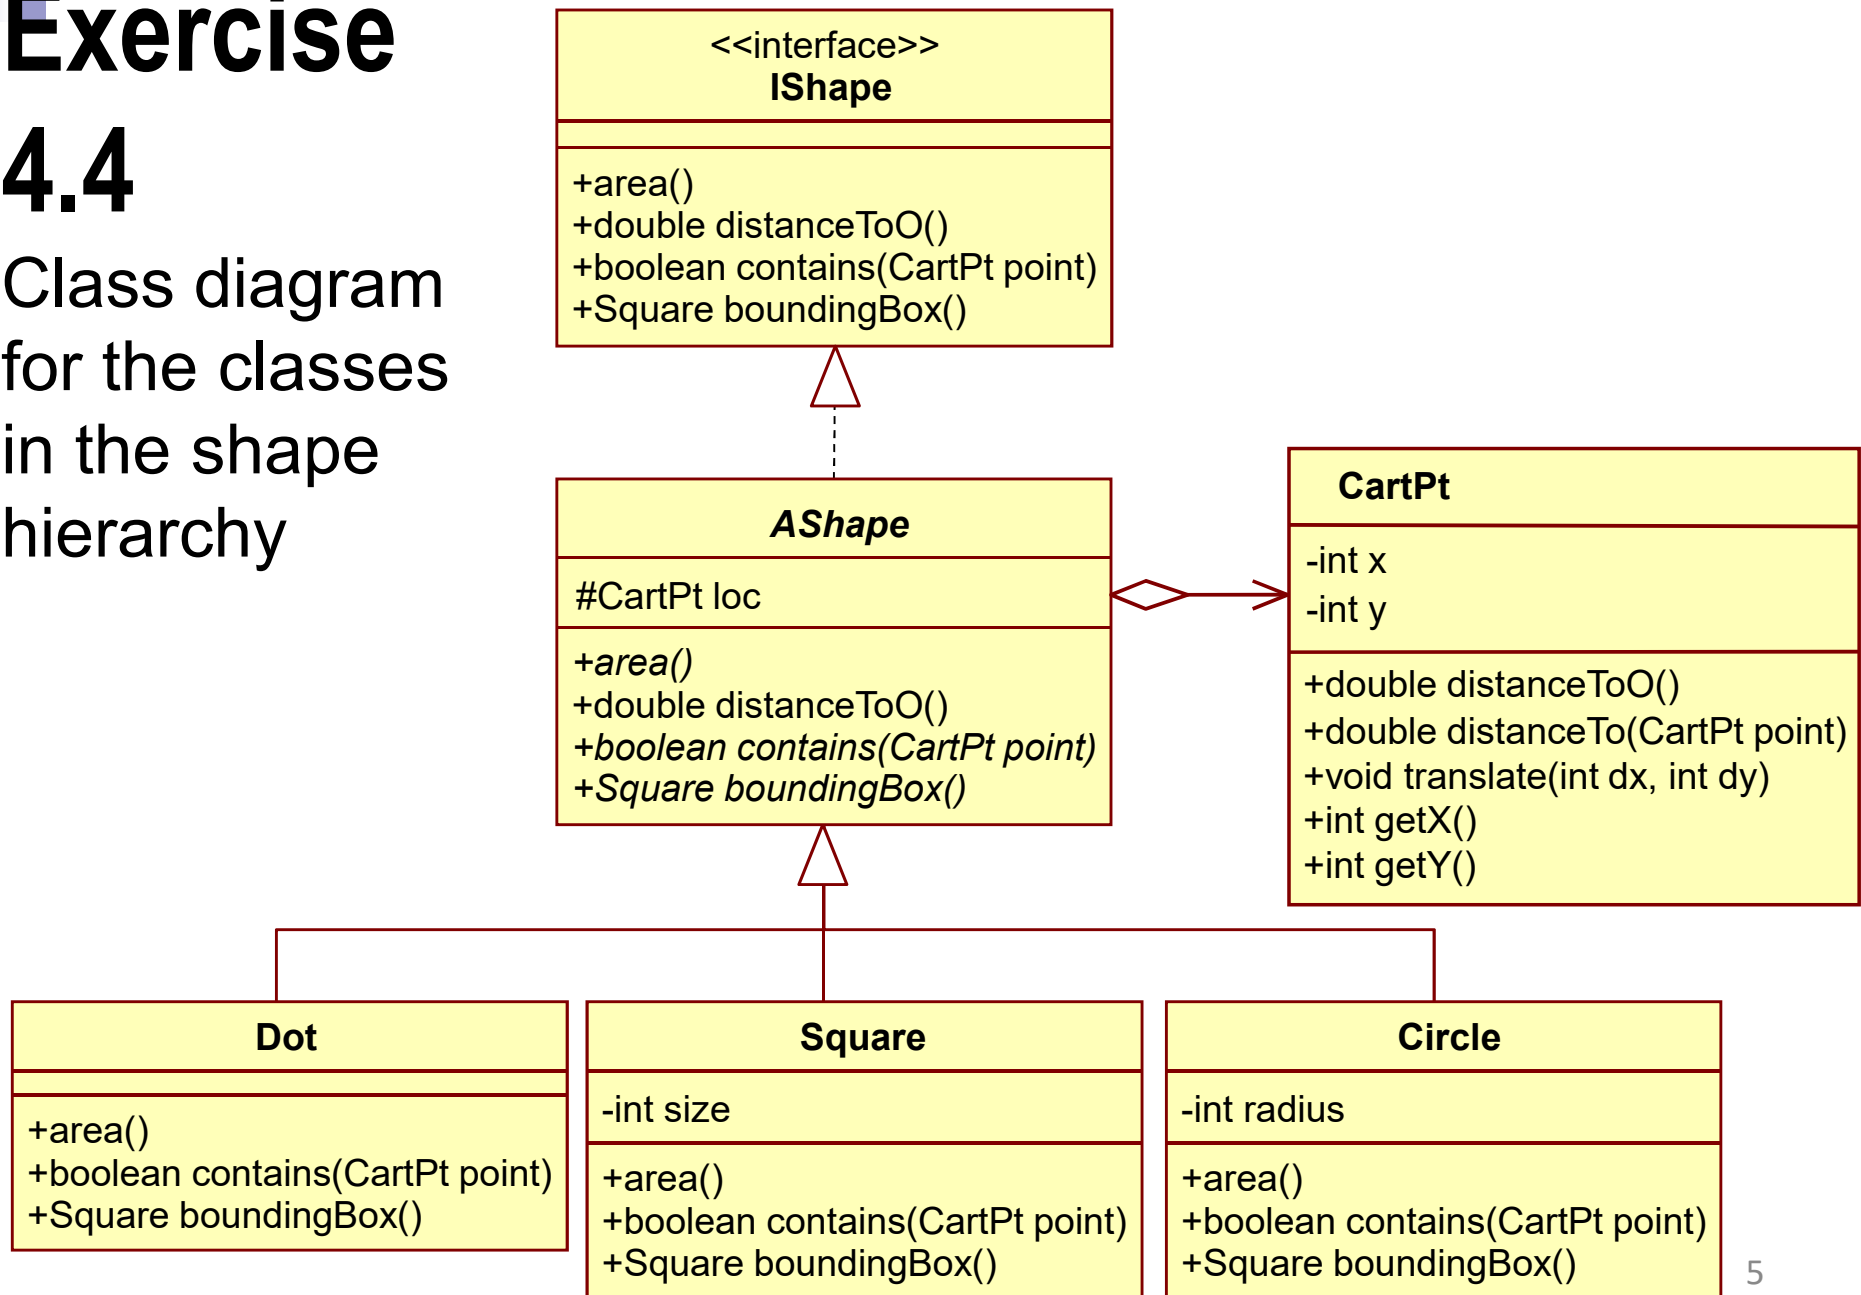 Exercise
4.4
Class diagram
for the classes
in the shape
hierarchy
<<interface>>
IShape
+area()
+double distanceToO()
+boolean contains(CartPt point)
+Square boundingBox()
AShape
#CartPt loc
+area()
+double distanceToO()
+boolean contains(CartPt point)
+Square boundingBox()
CartPt
-int x
-int y
+double distanceToO()
+double distanceTo(CartPt point)
+void translate(int dx, int dy)
+int getX()
+int getY()
Dot
+area()
+boolean contains(CartPt point)
+Square boundingBox()
Square
-int size
+area()
+boolean contains(CartPt point)
+Square boundingBox()
Circle
-int radius
+area()
+boolean contains(CartPt point)
+Square boundingBox()
5